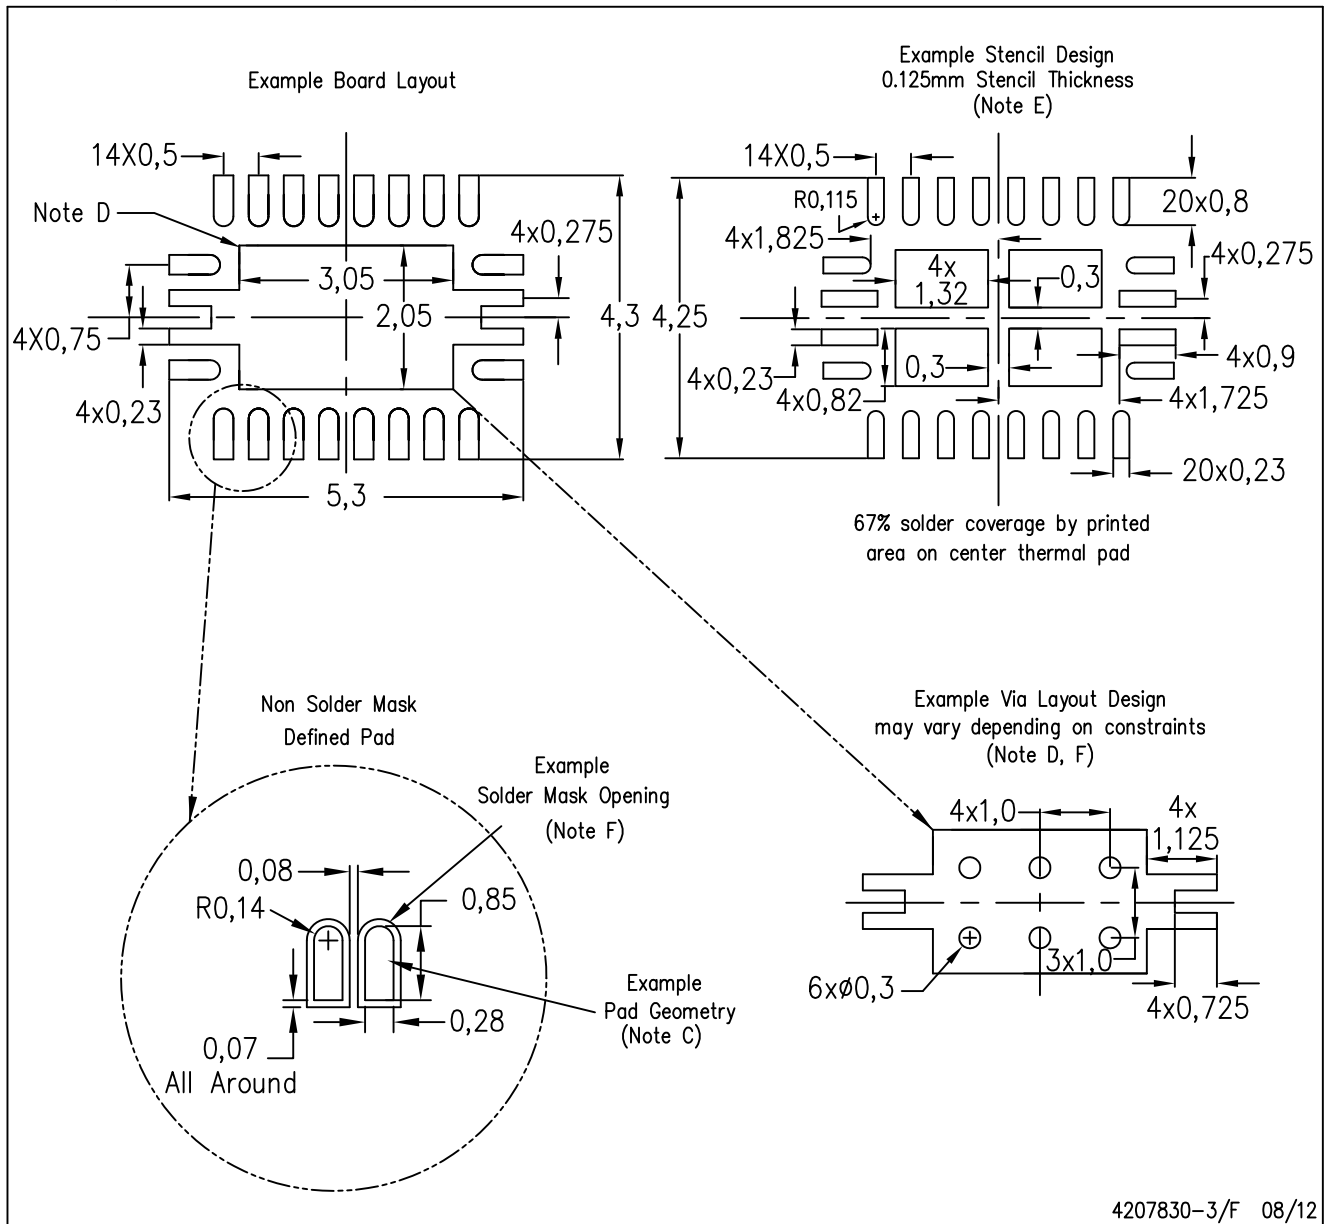 Example Board Layout
14X0,5
Note D
3,05
2,05
4x0,275
4X0,75
4x0,23
4,3
5,3
Example Stencil Design
0.125mm Stencil Thickness
(Note E)
14X0,5
R0,115
20x0,8
4x1,825
4x0,275
4x
1,32
0,3
4,25
4x0,23
0,3
4x0,9
4x0,82
4x1,725
20x0,23
67% solder coverage by printed
area on center thermal pad
Non Solder Mask
Defined Pad
Example
Solder Mask Opening
(Note F)
0,08
R0,14
0,85
0,28
0,07
All Around
Example
Pad Geometry
(Note C)
Example Via Layout Design
may vary depending on constraints
(Note D, F)
4x1,0
4x
1,125
3x1,0
6xø0,3
4x0,725
4207830-3/F 08/12